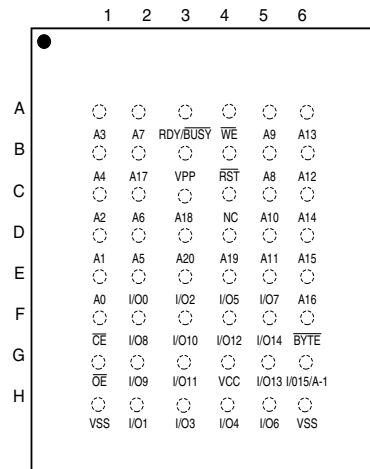 1 2 3 4 5 6
A
A3 A7 RDY/BUSY WE A9 A13
B
A4 A17 VPP RST A8 A12
C
A2 A6 A18 NC A10 A14
D
A1 A5 A20 A19 A11 A15
E
A0 I/O0 I/O2 I/O5 I/O7 A16
F
CE I/O8 I/O10 I/O12 I/O14 BYTE
G
OE I/O9 I/O11 VCC I/O13 I/015/A-1
H
VSS I/O1 I/O3 I/O4 I/O6 VSS